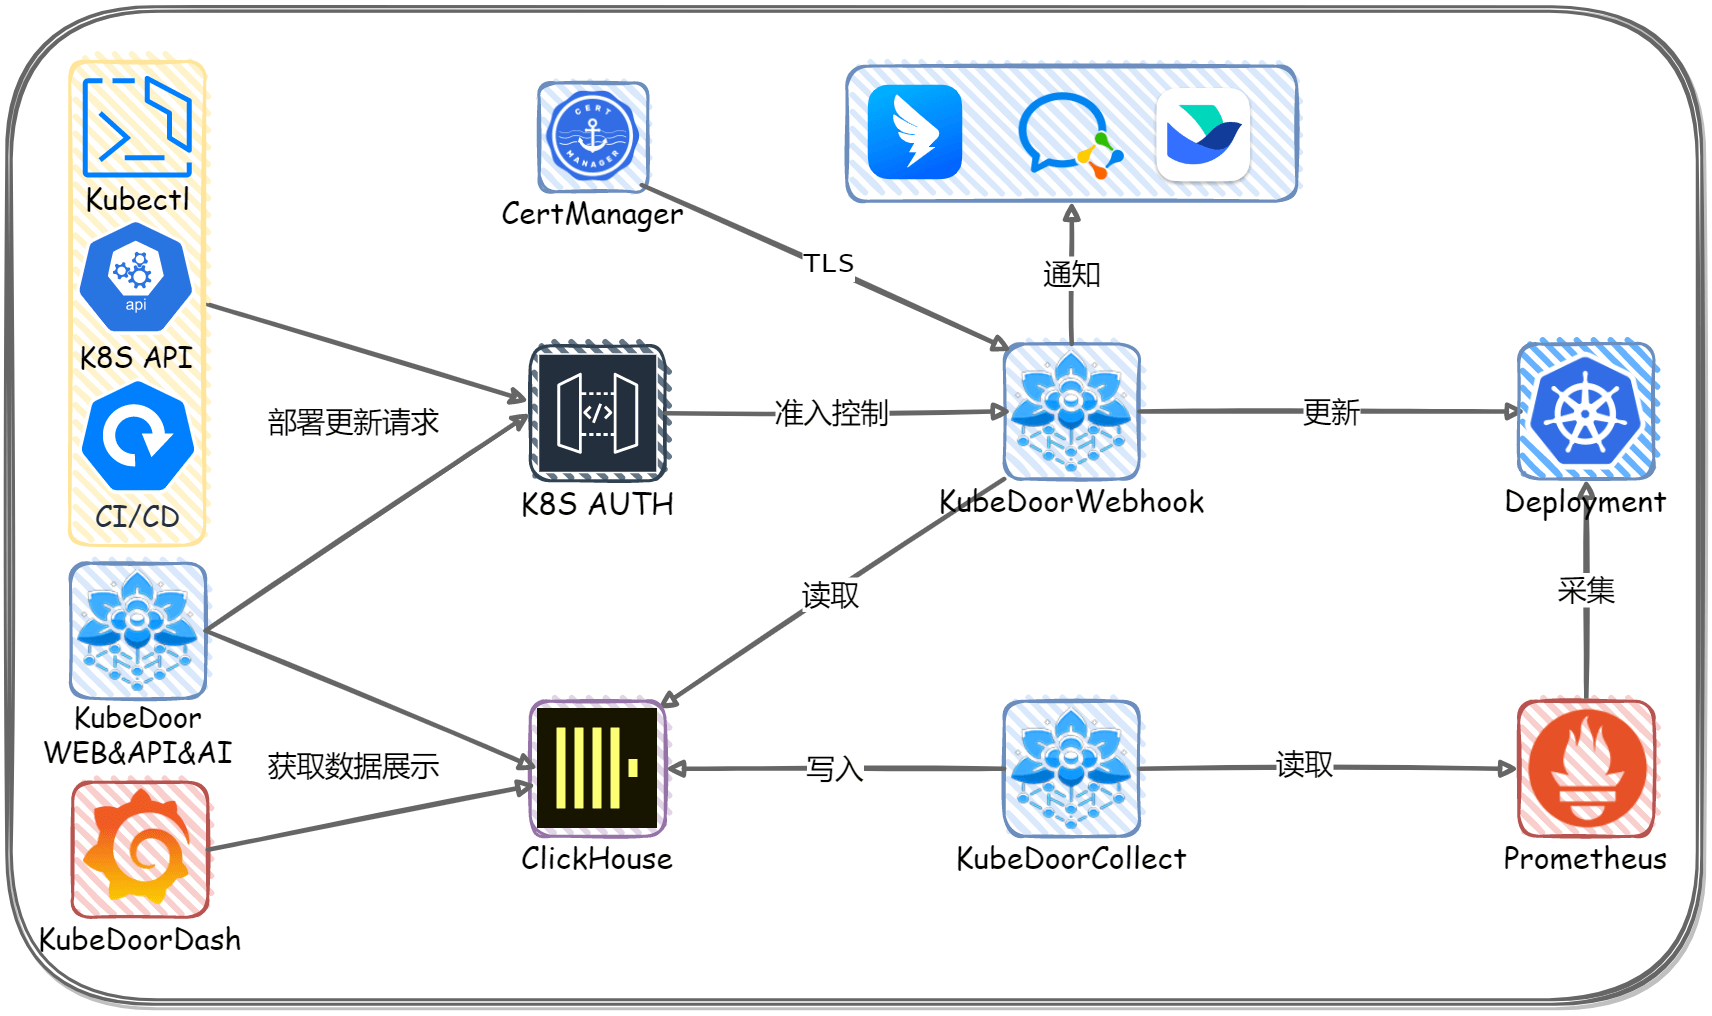 Kubectl
api
K8S API
CI/CD
KubeDoor
WEB&API&AI
KubeDoorDash
部署更新请求
获取数据展示
CERT
MANAGER
CertManager
TLS
通知
K8S AUTH
准入控制
KubeDoorWebhook
更新
Deployment
读取
采集
ClickHouse
写入
KubeDoorCollect
读取
Prometheus